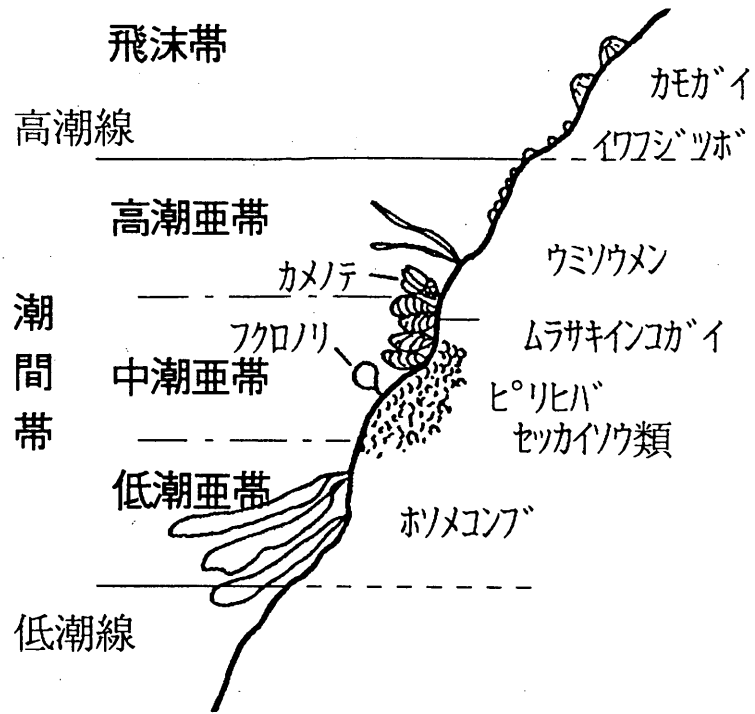 飛沫帯
カモガイ
高潮線
イワフジツボ
高潮亜帯
ウミソウメン
カメノテ
潮間帯
フクロノリ
ムラサキインコガイ
中潮亜帯
ピリヒバ
セッカイソウ類
低潮亜帯
ホソメコンブ
低潮線